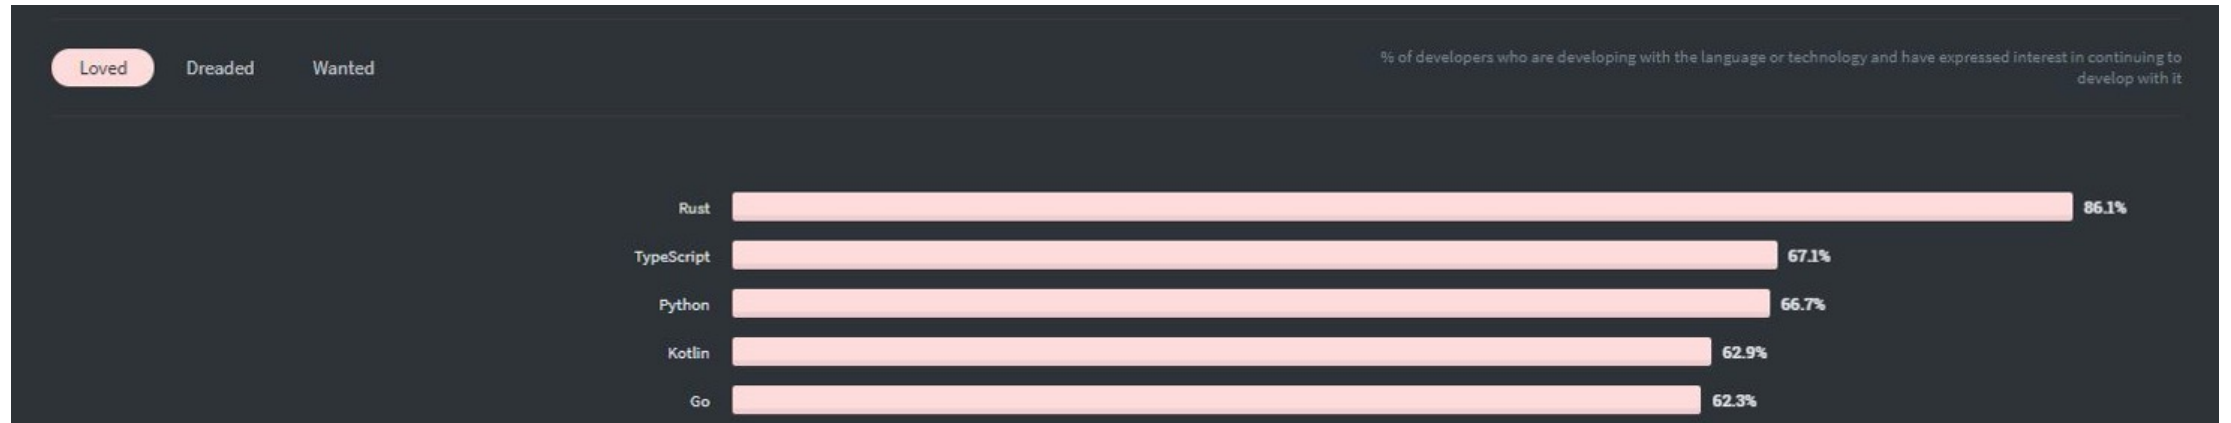 Loved Dreaded Wanted
% of developers who are developing with the language or technology and have expressed interest in continuing to
develop with it
Rust 86.1%
TypeScript 67.1%
Python 66.7%
Kotlin 62.9%
Go 62.3%